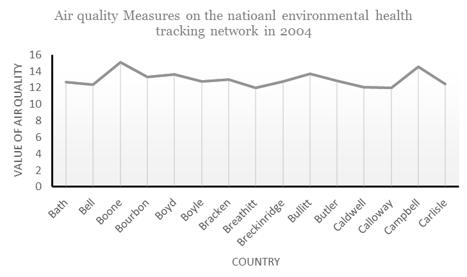 Air quality Measures on the natioanl environmental health
tracking network in 2004
VALUE OF AIR QUALITY
16
14
12
10
8
6
4
2
0
Bath
Bell
Boone
Bourbon
Boyd
Boyle
Bracken
Breathitt
Breckinridge
Bullitt
Butler
Caldwell
Calloway
Campbell
Carlisle
COUNTRY